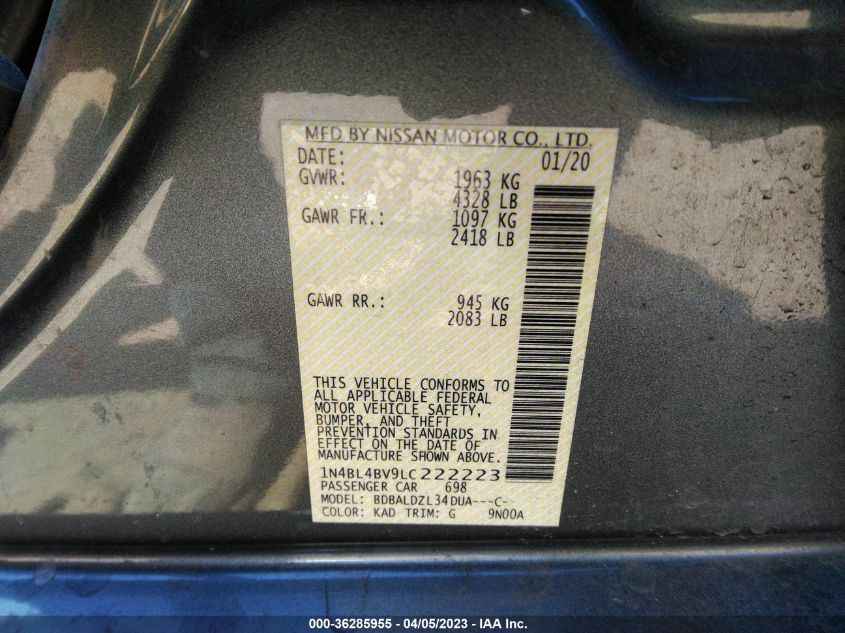 MFD BY NISSAN MOTOR CO., LTD.
DATE: 01/20
GVWR: 1963 KG
4328 LB
GAWR FR.: 1097 KG
2418 LB
GAWR RR.: 945 KG
2083 LB
THIS VEHICLE CONFORMS TO
ALL APPLICABLE FEDERAL
MOTOR VEHICLE SAFETY,
BUMPER, AND THEFT
PREVENTION STANDARDS IN
EFFECT ON THE DATE OF
MANUFACTURE SHOWN ABOVE.
1N4BL4BV9LC222223
PASSENGER CAR 698
MODEL: BDBALDZL34DUA---C-
COLOR: KAD TRIM: G 9N00A
000-36285955 - 04/05/2023 - IAA Inc.